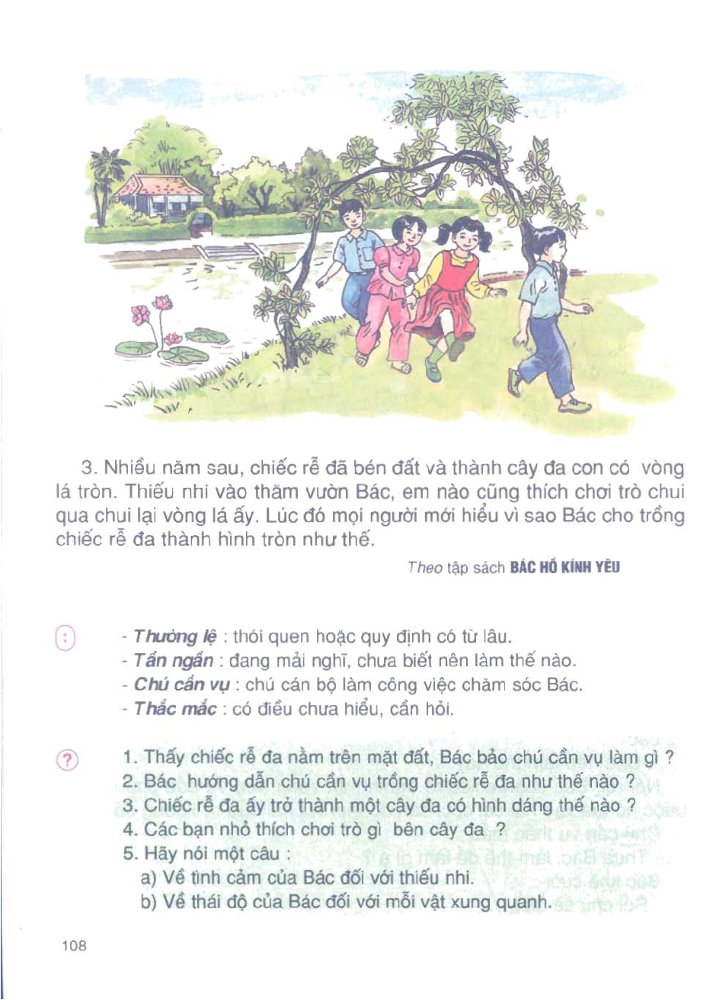 3. Nhiều năm sau, chiếc rễ đã bén đất và thành cây đa con có vòng
lá tròn. Thiếu nhi vào thăm vườn Bác, em nào cũng thích chơi trò chui
qua chui lại vòng lá ấy. Lúc đó mọi người mới hiểu vì sao Bác cho trồng
chiếc rễ đa thành hình tròn như thế.
Theo tập sách BÁC HỒ KÍNH YÊU
:
- Thường lệ : thói quen hoặc quy định có từ lâu.
- Tần ngần : đang mải nghĩ, chưa biết nên làm thế nào.
- Chú cần vụ : chú cán bộ làm công việc chăm sóc Bác.
- Thắc mắc : có điều chưa hiểu, cần hỏi.
?
1. Thấy chiếc rễ đa nằm trên mặt đất, Bác bảo chú cần vụ làm gì ?
2. Bác hướng dẫn chú cần vụ trồng chiếc rễ đa như thế nào ?
3. Chiếc rễ đa ấy trở thành một cây đa có hình dáng thế nào ?
4. Các bạn nhỏ thích chơi trò gì bên cây đa ?
5. Hãy nói một câu :
a) Về tình cảm của Bác đối với thiếu nhi.
b) Về thái độ của Bác đối với mỗi vật xung quanh.
108